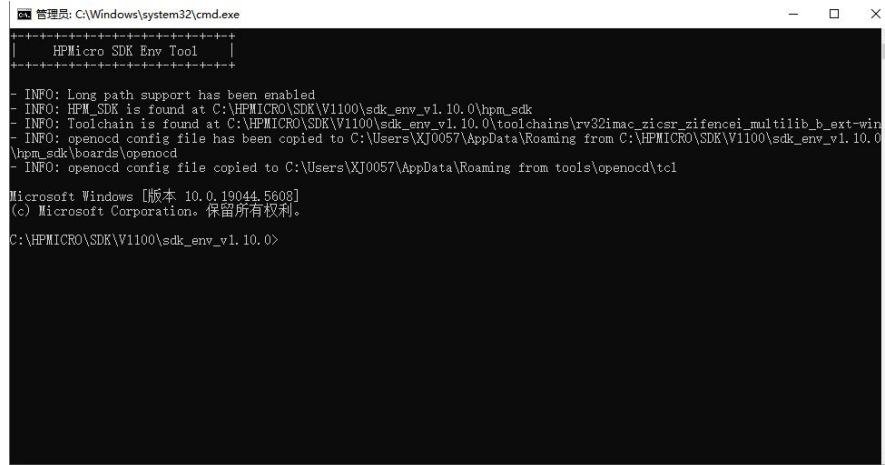 管理员: C:\Windows\system32\cmd.exe
+-+-+-+-+-+-+-+-+-+-+-+-+-+-+
|     HPMicro SDK Env Tool    |
+-+-+-+-+-+-+-+-+-+-+-+-+-+-+
- INFO: Long path support has been enabled
- INFO: HPM_SDK is found at C:\HPMICRO\SDK\V1100\sdk_env_v1.10.0\hpm_sdk
- INFO: Toolchain is found at C:\HPMICRO\SDK\V1100\sdk_env_v1.10.0\toolchains\rv32imac_zicsr_zifencei_multilib_b_ext-win
- INFO: openocd config file has been copied to C:\Users\XJ0057\AppData\Roaming from C:\HPMICRO\SDK\V1100\sdk_env_v1.10.0
\hpm_sdk\boards\openocd
- INFO: openocd config file copied to C:\Users\XJ0057\AppData\Roaming from tools\openocd\tcl
Microsoft Windows [版本 10.0.19044.5608]
(c) Microsoft Corporation。保留所有权利。
C:\HPMICRO\SDK\V1100\sdk_env_v1.10.0>